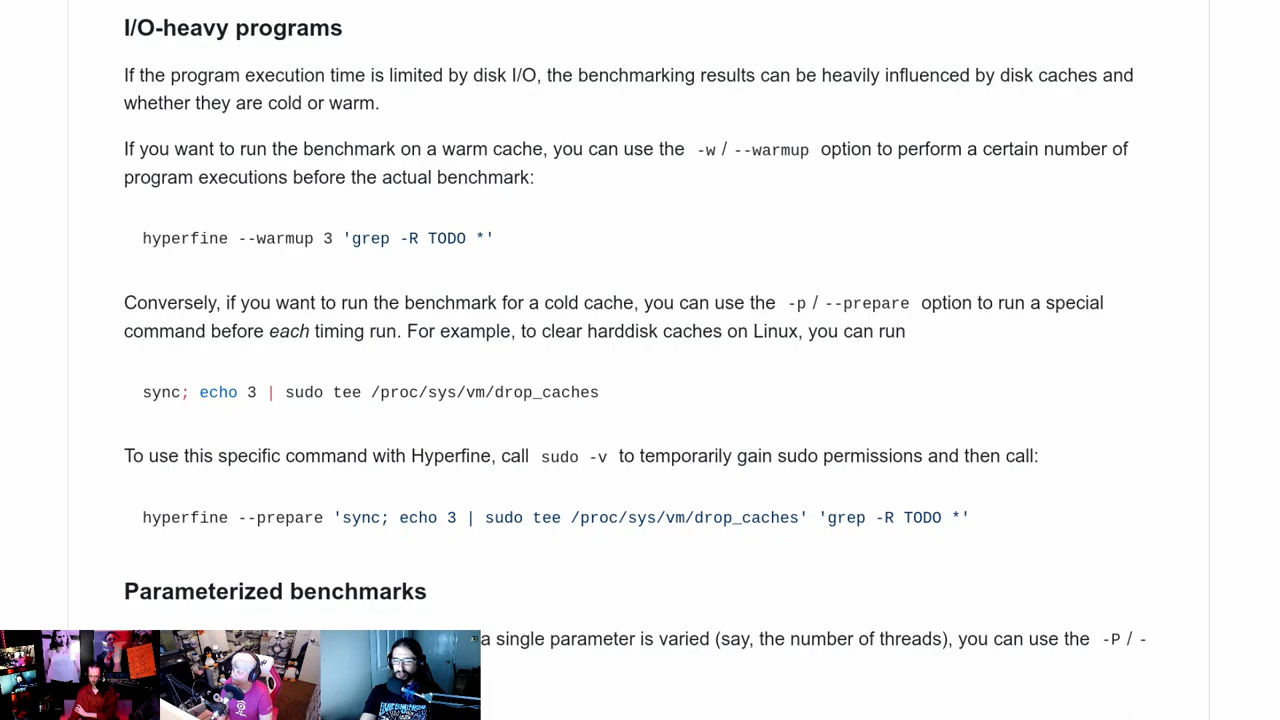 I/O-heavy programs
If the program execution time is limited by disk I/O, the benchmarking results can be heavily influenced by disk caches and
whether they are cold or warm.
If you want to run the benchmark on a warm cache, you can use the -w / --warmup option to perform a certain number of
program executions before the actual benchmark:
hyperfine --warmup 3 'grep -R TODO *'
Conversely, if you want to run the benchmark for a cold cache, you can use the -p / --prepare option to run a special
command before each timing run. For example, to clear harddisk caches on Linux, you can run
sync; echo 3 | sudo tee /proc/sys/vm/drop_caches
To use this specific command with Hyperfine, call sudo -v to temporarily gain sudo permissions and then call:
hyperfine --prepare 'sync; echo 3 | sudo tee /proc/sys/vm/drop_caches' 'grep -R TODO *'
Parameterized benchmarks
a single parameter is varied (say, the number of threads), you can use the -P / -